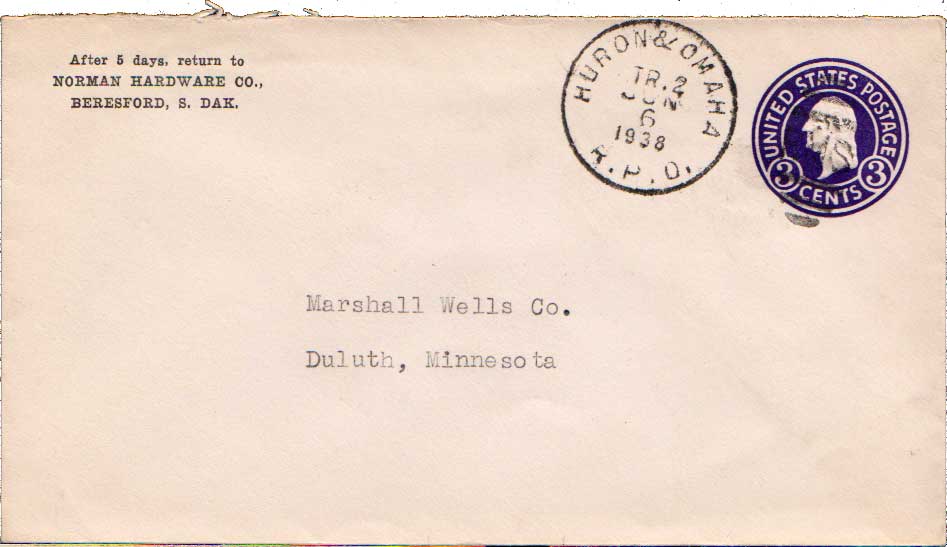 After 5 days, return to
NORMAN HARDWARE CO.,
BERESFORD, S. DAK.
HURON & OMAHA
TR. 2
JUN
6
1938
R.P.O.
UNITED STATES POSTAGE
3 CENTS 3
Marshall Wells Co.
Duluth, Minnesota